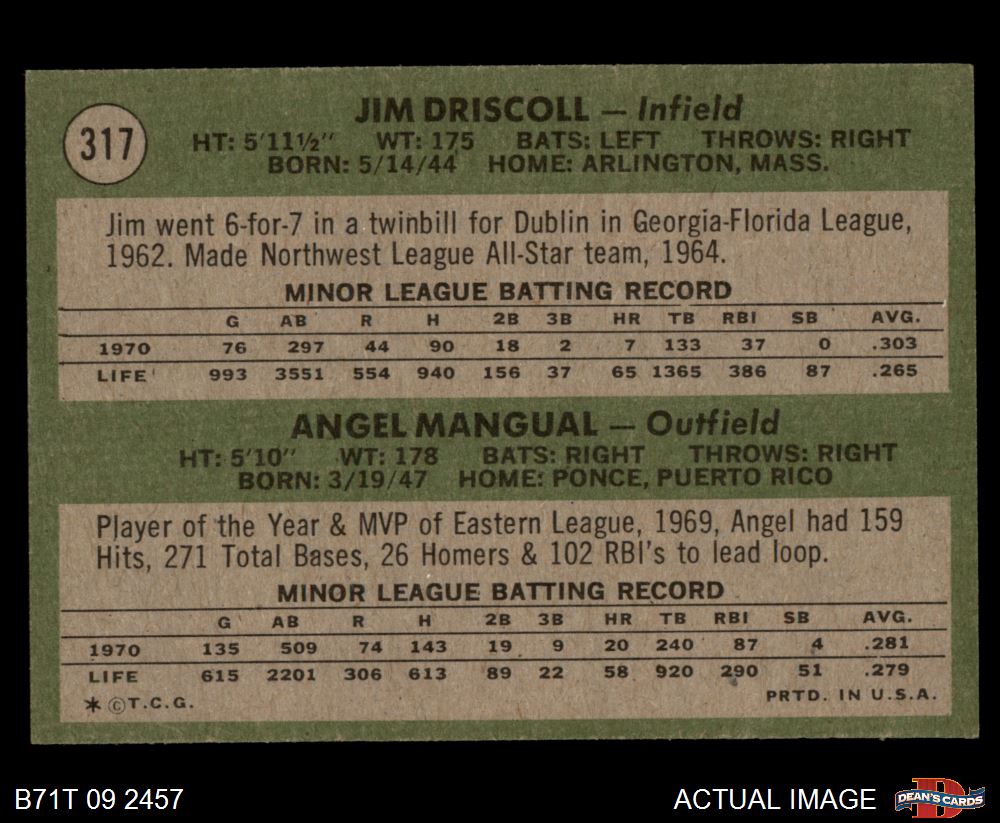 317
JIM DRISCOLL — Infield
HT: 5'11½" WT: 175 BATS: LEFT THROWS: RIGHT
BORN: 5/14/44 HOME: ARLINGTON, MASS.
Jim went 6-for-7 in a twinbill for Dublin in Georgia-Florida League,
1962. Made Northwest League All-Star team, 1964.
MINOR LEAGUE BATTING RECORD
G AB R H 2B 3B HR TB RBI SB AVG.
1970 76 297 44 90 18 2 7 133 37 0 .303
LIFE 993 3551 554 940 156 37 65 1365 386 87 .265
ANGEL MANGUAL — Outfield
HT: 5'10" WT: 178 BATS: RIGHT THROWS: RIGHT
BORN: 3/19/47 HOME: PONCE, PUERTO RICO
Player of the Year & MVP of Eastern League, 1969, Angel had 159
Hits, 271 Total Bases, 26 Homers & 102 RBI's to lead loop.
MINOR LEAGUE BATTING RECORD
G AB R H 2B 3B HR TB RBI SB AVG.
1970 135 509 74 143 19 9 20 240 87 4 .281
LIFE 615 2201 306 613 89 22 58 920 290 51 .279
* ©T.C.G. PRTD. IN U.S.A.
B71T 09 2457 ACTUAL IMAGE D DEAN'S CARDS